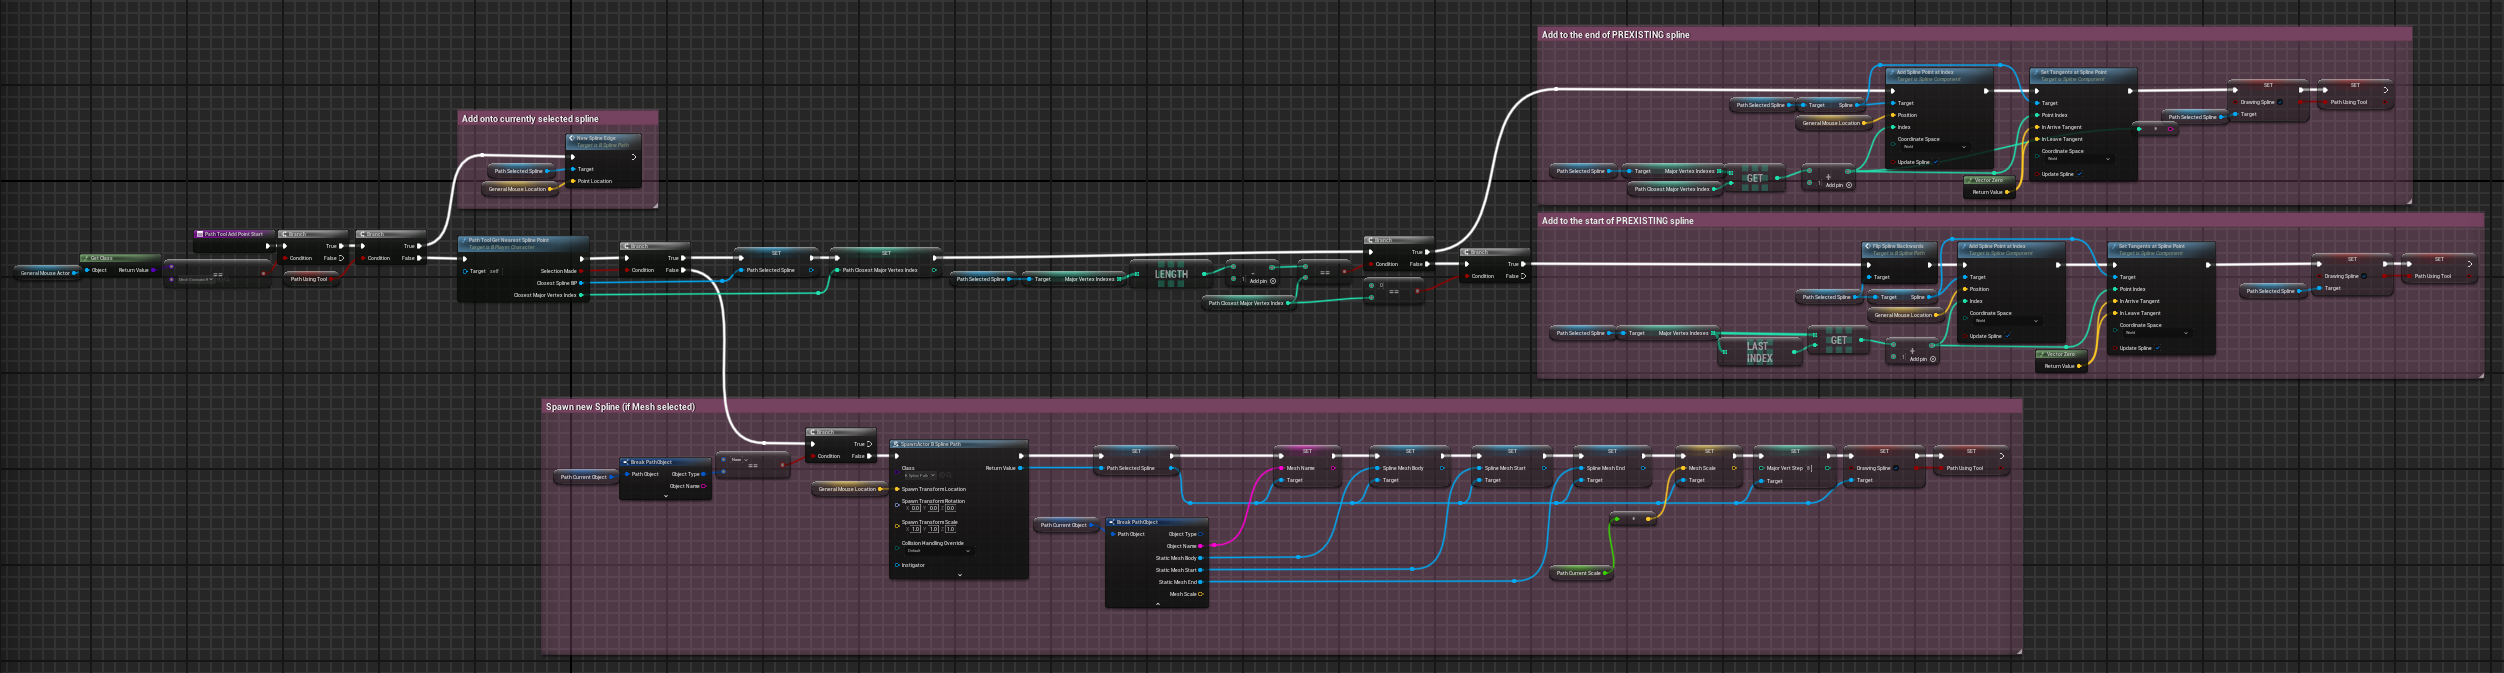 Add to the end of PREXISTING spline
Add Spline Point at Index
Target is Spline Component
Set Tangents at Spline Point
Target is Spline Component
SET
SET
Path Selected Spline
Target
Spline
Target
Target
Drawing Spline
Path Using Tool
General Mouse Location
Position
Point Index
Path Selected Spline
Target
Index
In Arrive Tangent
Coordinate Space
World
In Leave Tangent
Coordinate Space
World
Update Spline
Update Spline
Path Selected Spline
Target
Major Vertex Indexes
GET
Add pin
Path Closest Major Vertex Index
Vector Zero
Return Value
Add onto currently selected spline
New Spline Edge
Target is B Spline Path
Path Selected Spline
Target
General Mouse Location
Point Location
Path Tool Add Point Start
Branch
True
Condition
False
Branch
True
Condition
False
Get Class
General Mouse Actor
Object
Return Value
==
Path Using Tool
Path Tool Get Nearest Spline Point
Target is B Player Character
Target
self
Selection Made
Closest Spline BP
Closest Major Vertex Index
Branch
True
Condition
False
SET
Path Selected Spline
SET
Path Closest Major Vertex Index
Path Selected Spline
Target
Major Vertex Indexes
LENGTH
-
1
Add pin
==
Path Closest Major Vertex Index
0
==
Branch
True
Condition
False
Branch
True
Condition
False
Add to the start of PREXISTING spline
Flip Spline Backwards
Target is B Spline Path
Add Spline Point at Index
Target is Spline Component
Set Tangents at Spline Point
Target is Spline Component
SET
SET
Target
Target
Target
Drawing Spline
Path Using Tool
Path Selected Spline
Target
Spline
Position
Point Index
Path Selected Spline
Target
General Mouse Location
Index
In Arrive Tangent
Coordinate Space
World
In Leave Tangent
Coordinate Space
World
Update Spline
Update Spline
Path Selected Spline
Target
Major Vertex Indexes
LAST
INDEX
GET
+
1
Add pin
Vector Zero
Return Value
Spawn new Spline (if Mesh selected)
Path Current Object
Break PathObject
Path Object
Object Type
Object Name
None
==
Branch
True
Condition
False
General Mouse Location
SpawnActor B Spline Path
Class
B Spline Path
Return Value
Spawn Transform Location
Spawn Transform Rotation
X 0.0 Y 0.0 Z 0.0
Spawn Transform Scale
X 1.0 Y 1.0 Z 1.0
Collision Handling Override
Default
Instigator
SET
Path Selected Spline
SET
Mesh Name
Target
SET
Spline Mesh Body
Target
SET
Spline Mesh Start
Target
SET
Spline Mesh End
Target
SET
Mesh Scale
Target
SET
Major Vert Step
Target
SET
Drawing Spline
Target
SET
Path Using Tool
Path Current Object
Break PathObject
Path Object
Object Type
Object Name
Static Mesh Body
Static Mesh Start
Static Mesh End
Mesh Scale
Path Current Scale